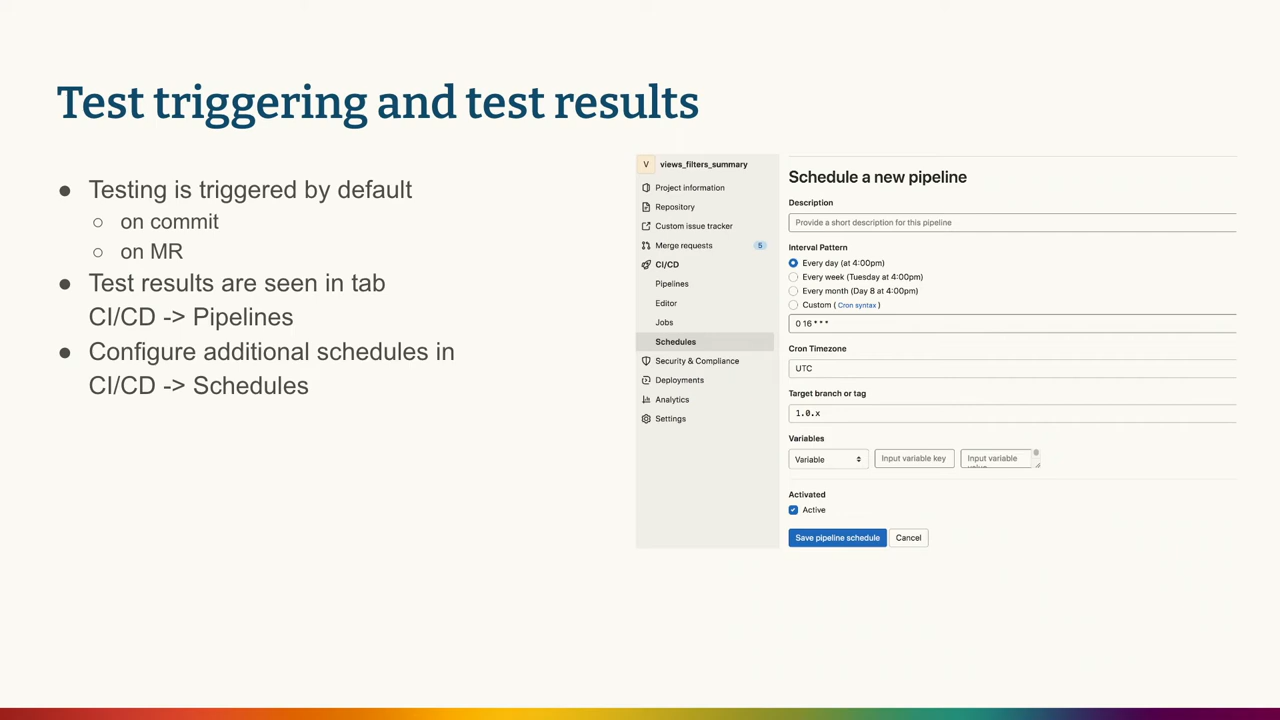 Test triggering and test results
● Testing is triggered by default
○ on commit
○ on MR
● Test results are seen in tab
CI/CD -> Pipelines
● Configure additional schedules in
CI/CD -> Schedules
V views_filters_summary
Project information
Repository
Custom issue tracker
Merge requests 5
CI/CD
Pipelines
Editor
Jobs
Schedules
Security & Compliance
Deployments
Analytics
Settings
Schedule a new pipeline
Description
Provide a short description for this pipeline
Interval Pattern
Every day (at 4:00pm)
Every week (Tuesday at 4:00pm)
Every month (Day 8 at 4:00pm)
Custom ( Cron syntax )
0 16 * * *
Cron Timezone
UTC
Target branch or tag
1.0.x
Variables
Variable Input variable key Input variable
value
Activated
Active
Save pipeline schedule Cancel